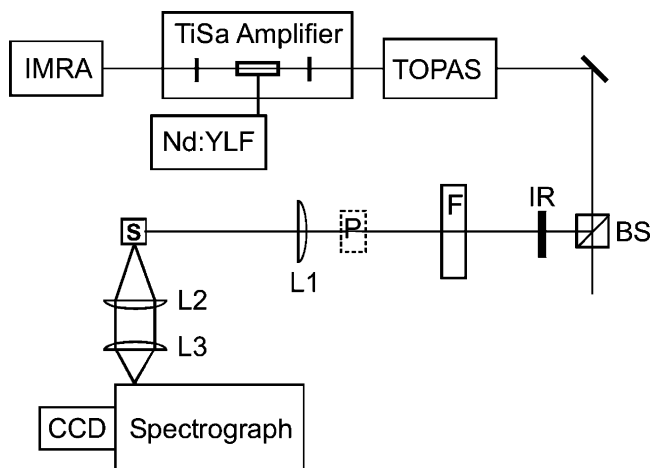 TiSa Amplifier
IMRA
TOPAS
Nd:YLF
IR
F
P
S
BS
L1
L2
L3
CCD
Spectrograph